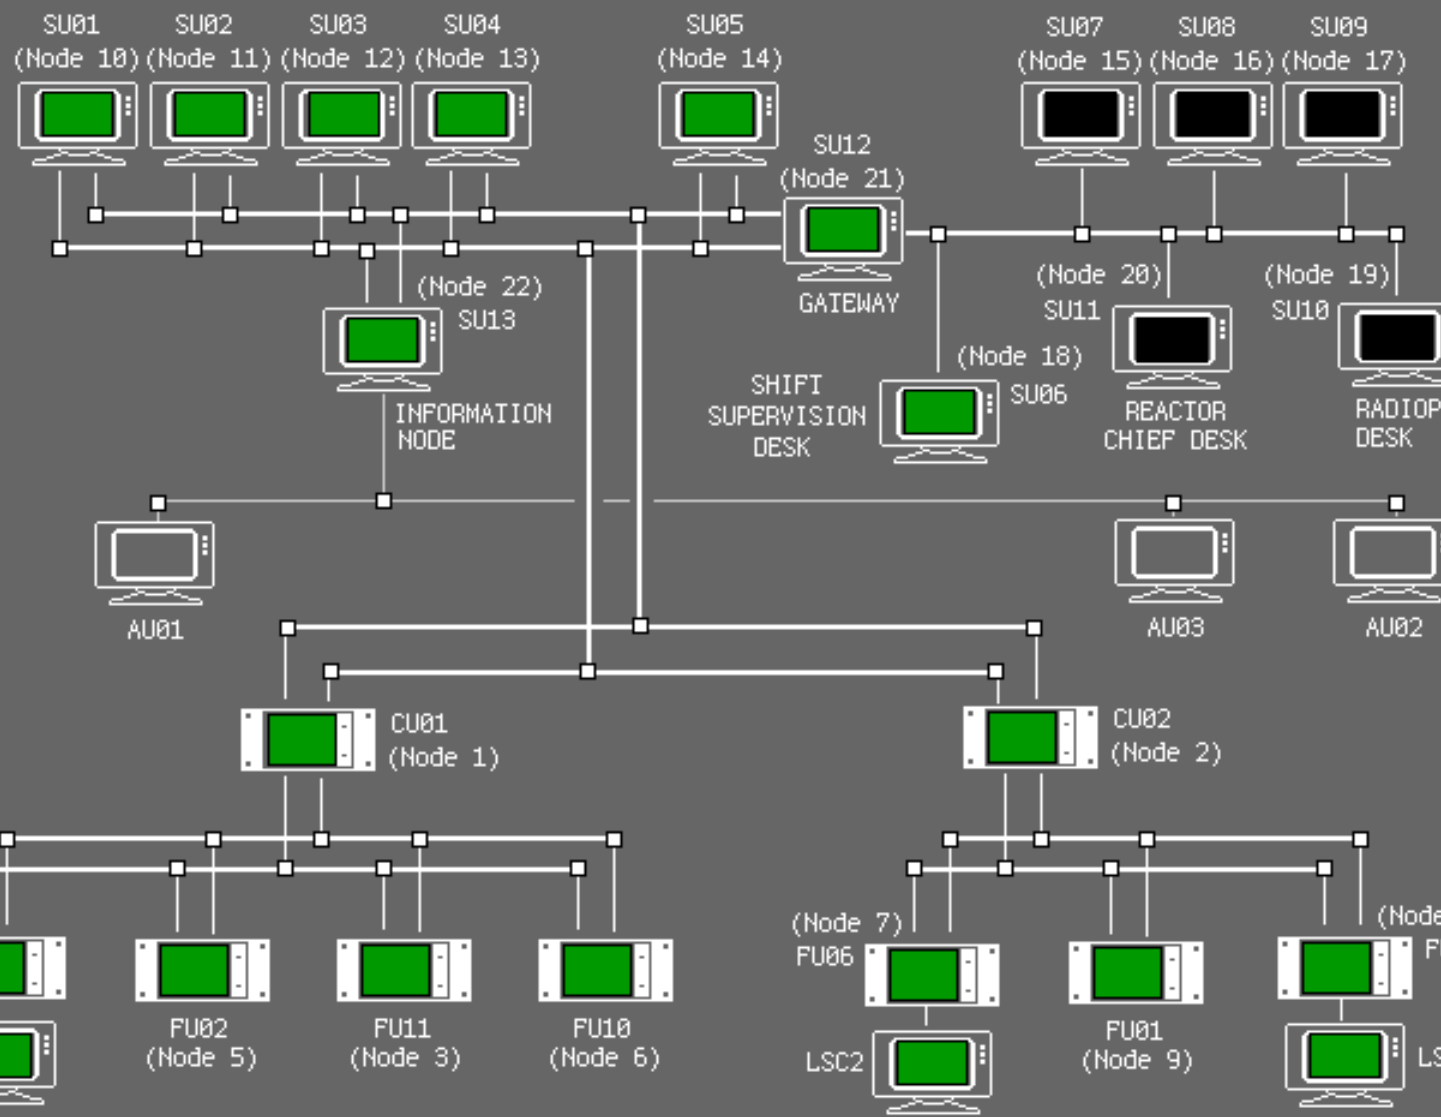 SU01 SU02 SU03 SU04 SU05 SU07 SU08 SU09
(Node 10) (Node 11) (Node 12) (Node 13) (Node 14) (Node 15) (Node 16) (Node 17)
SU12
(Node 21)
(Node 20) (Node 19)
(Node 22)
GATEWAY
SU11 SU10
SU13
(Node 18)
SHIFT
SUPERVISION
DESK
SU06
INFORMATION
NODE
REACTOR
CHIEF DESK
RADIOP
DESK
AU01 AU03 AU02
CU01
(Node 1)
CU02
(Node 2)
(Node 7)
FU06
(Node
FU02
(Node 5)
FU11
(Node 3)
FU10
(Node 6)
LSC2
FU01
(Node 9)